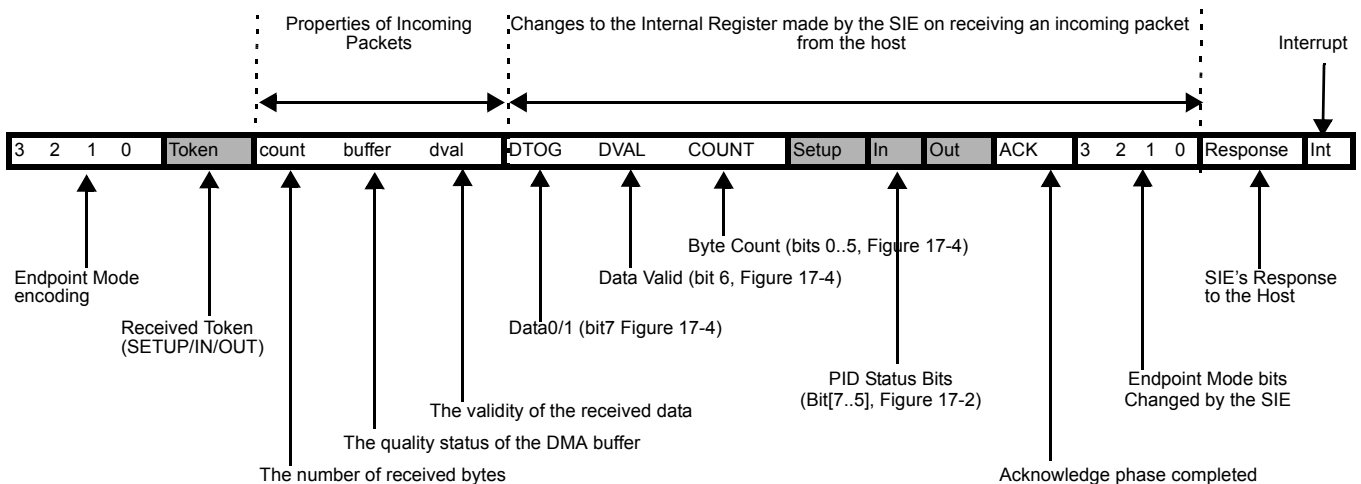 Properties of Incoming
Packets
Changes to the Internal Register made by the SIE on receiving an incoming packet
from the host
Interrupt
3 2 1 0 Token count buffer dval DTOG DVAL COUNT Setup In Out ACK 3 2 1 0 Response Int
Byte Count (bits 0..5, Figure 17-4)
Endpoint Mode
encoding
Data Valid (bit 6, Figure 17-4)
SIE's Response
to the Host
Received Token
(SETUP/IN/OUT)
Data0/1 (bit7 Figure 17-4)
PID Status Bits
(Bit[7..5], Figure 17-2)
Endpoint Mode bits
Changed by the SIE
The validity of the received data
The quality status of the DMA buffer
The number of received bytes
Acknowledge phase completed